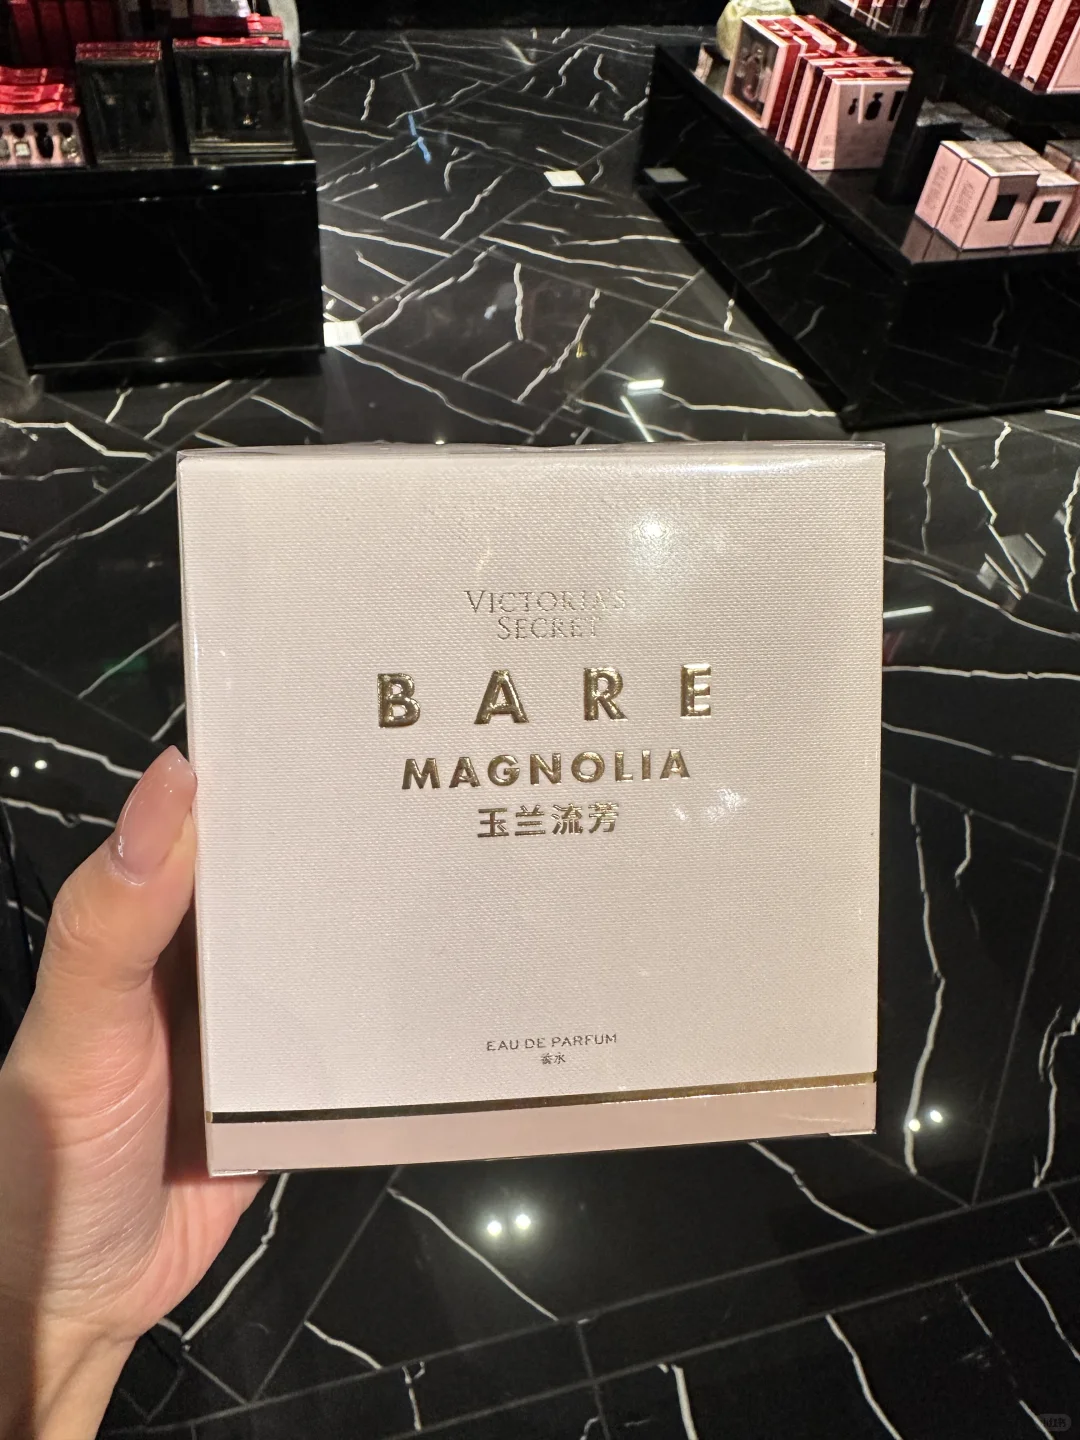 VICTORIA'S
SECRET
BARE
MAGNOLIA
玉兰流芳
EAU DE PARFUM
香水